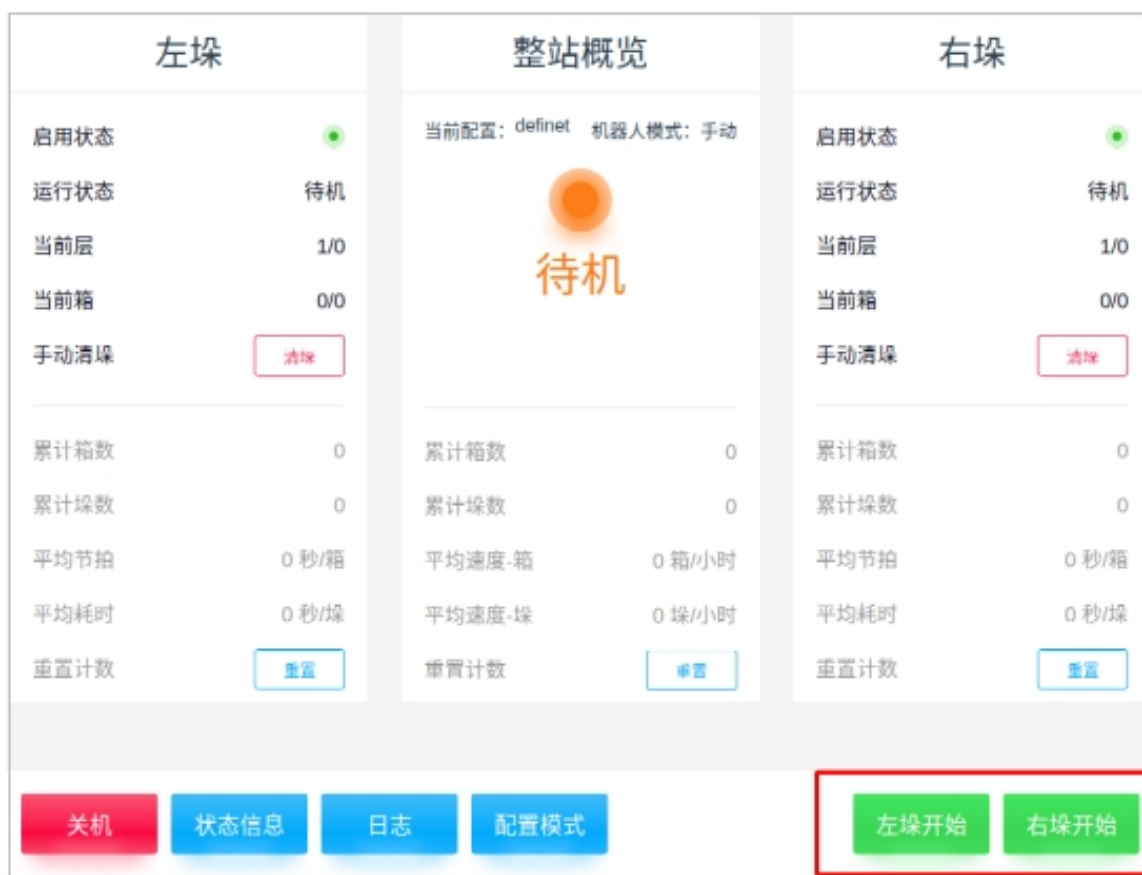 左垛
启用状态
运行状态 待机
当前层 1/0
当前箱 0/0
手动清垛 清垛
累计箱数 0
累计垛数 0
平均节拍 0 秒/箱
平均耗时 0 秒/垛
重置计数 重置
整站概览
当前配置：definet 机器人模式：手动
待机
累计箱数 0
累计垛数 0
平均速度-箱 0 箱/小时
平均速度-垛 0 垛/小时
重置计数 重置
右垛
启用状态
运行状态 待机
当前层 1/0
当前箱 0/0
手动清垛 清垛
累计箱数 0
累计垛数 0
平均节拍 0 秒/箱
平均耗时 0 秒/垛
重置计数 重置
关机 状态信息 日志 配置模式 左垛开始 右垛开始